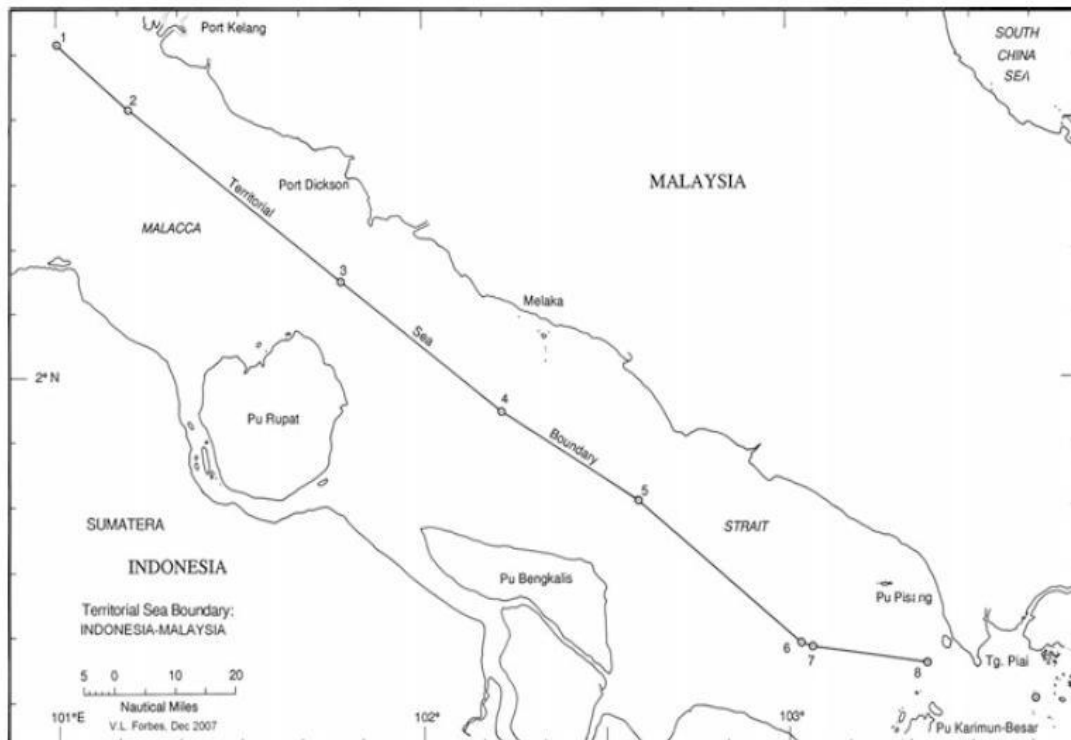 Port Kelang
SOUTH
CHINA
SEA
1
2
Territorial
Port Dickson
MALAYSIA
MALACCA
3
Melaka
Sea
2° N
4
Pu Rupat
Boundary
5
SUMATERA
STRAIT
INDONESIA
Pu Bengkalis
Pu Pisang
Territorial Sea Boundary:
INDONESIA-MALAYSIA
6
7
8
Tg. Piai
5 0 10 20
Nautical Miles
V.L. Forbes, Dec 2007
101°E
102°
103°
Pu Karimun-Besar